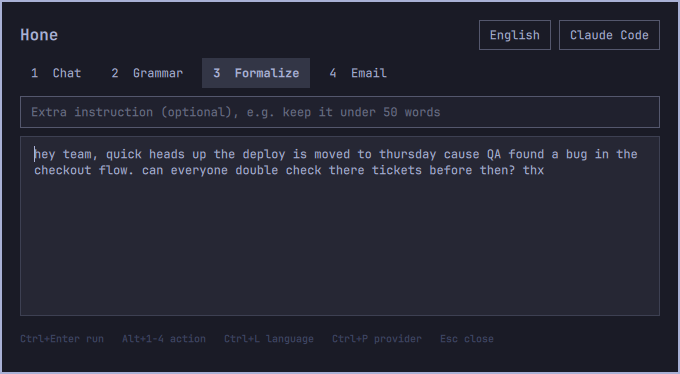 Hone
English Claude Code
1 Chat 2 Grammar 3 Formalize 4 Email
Extra instruction (optional), e.g. keep it under 50 words
hey team, quick heads up the deploy is moved to thursday cause QA found a bug in the
checkout flow. can everyone double check there tickets before then? thx
Ctrl+Enter run Alt+1-4 action Ctrl+L language Ctrl+P provider Esc close